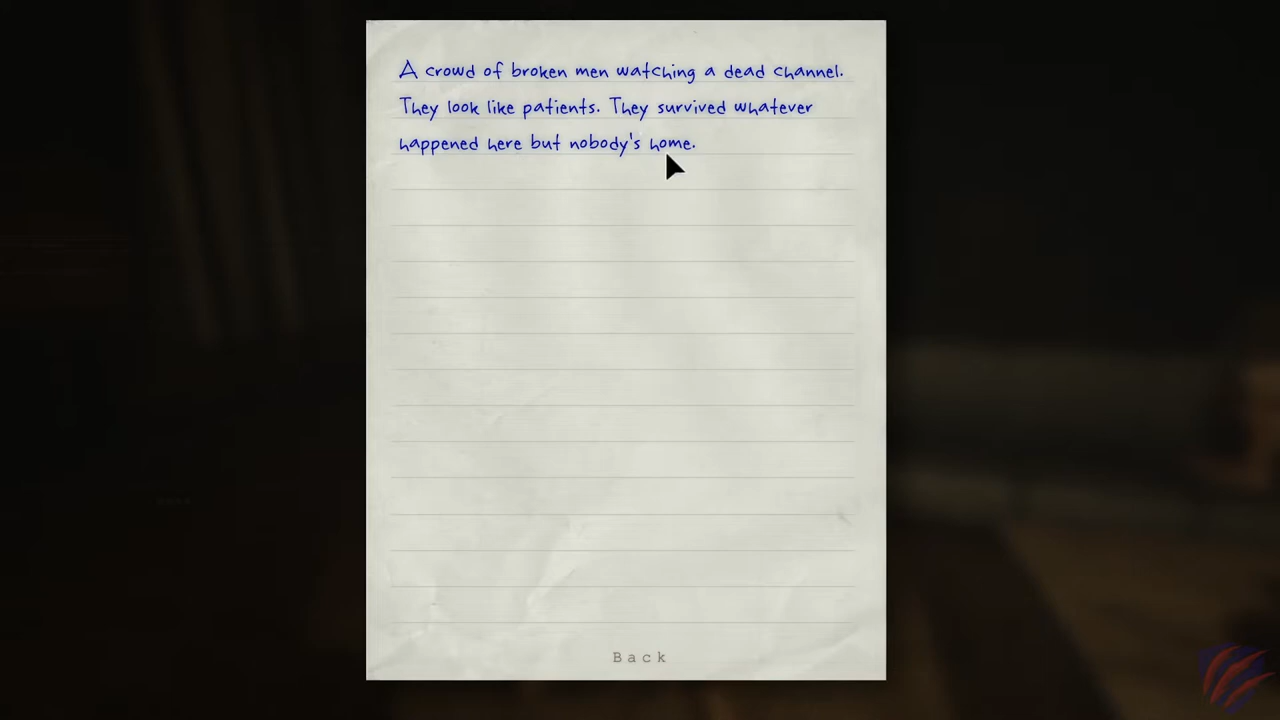 A crowd of broken men watching a dead channel.
They look like patients. They survived whatever
happened here but nobody's home.
Back